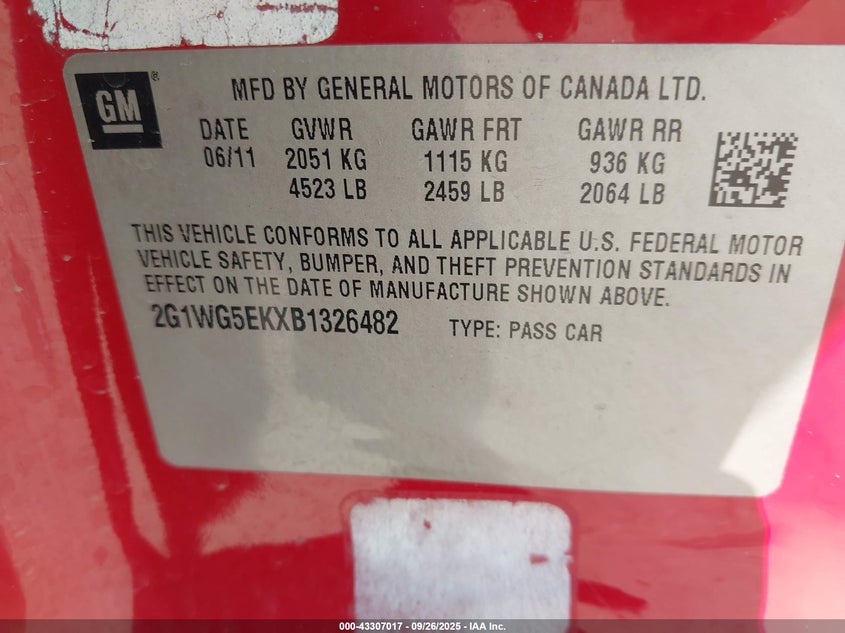 GM ®
MFD BY GENERAL MOTORS OF CANADA LTD.
DATE GVWR GAWR FRT GAWR RR
06/11 2051 KG 1115 KG 936 KG
4523 LB 2459 LB 2064 LB
THIS VEHICLE CONFORMS TO ALL APPLICABLE U.S. FEDERAL MOTOR
VEHICLE SAFETY, BUMPER, AND THEFT PREVENTION STANDARDS IN
EFFECT ON THE DATE OF MANUFACTURE SHOWN ABOVE.
2G1WG5EKXB1326482 TYPE: PASS CAR
000-43307017 - 09/26/2025 - IAA Inc.